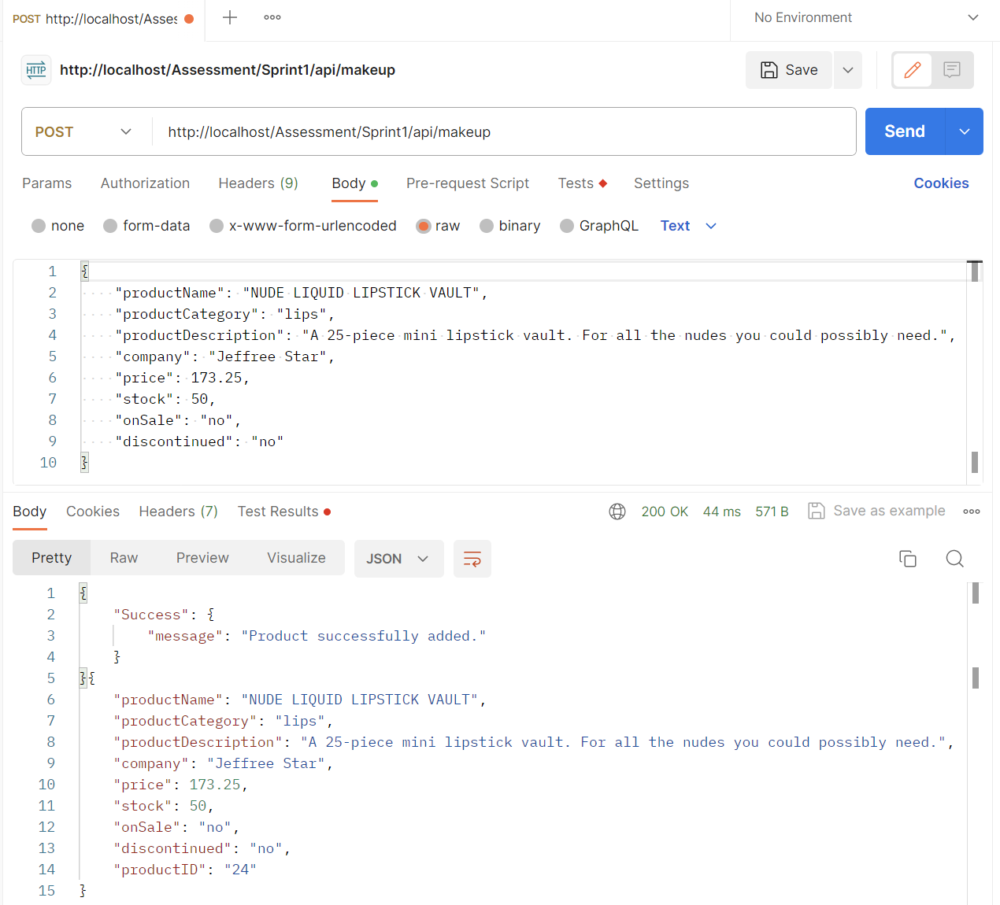 POST http://localhost/Asses
No Environment
HTTP http://localhost/Assessment/Sprint1/api/makeup
Save
POST http://localhost/Assessment/Sprint1/api/makeup
Send
Params Authorization Headers (9) Body Pre-request Script Tests Settings Cookies
none form-data x-www-form-urlencoded raw binary GraphQL Text
1 {
2 "productName": "NUDE LIQUID LIPSTICK VAULT",
3 "productCategory": "lips",
4 "productDescription": "A 25-piece mini lipstick vault. For all the nudes you could possibly need.",
5 "company": "Jeffree Star",
6 "price": 173.25,
7 "stock": 50,
8 "onSale": "no",
9 "discontinued": "no"
10 }
Body Cookies Headers (7) Test Results 200 OK 44 ms 571 B Save as example
Pretty Raw Preview Visualize JSON
1 {
2 "Success": {
3 "message": "Product successfully added."
4 }
5 }{
6 "productName": "NUDE LIQUID LIPSTICK VAULT",
7 "productCategory": "lips",
8 "productDescription": "A 25-piece mini lipstick vault. For all the nudes you could possibly need.",
9 "company": "Jeffree Star",
10 "price": 173.25,
11 "stock": 50,
12 "onSale": "no",
13 "discontinued": "no",
14 "productID": "24"
15 }